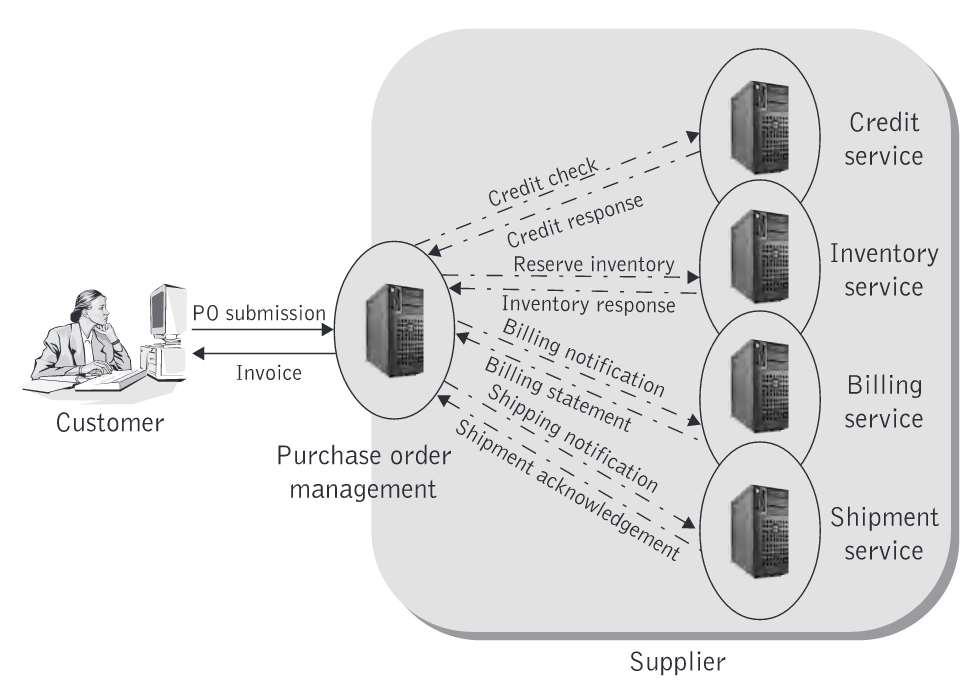 Credit
service
Credit check
Credit response
Inventory
service
Reserve inventory
Inventory response
PO submission
Invoice
Customer
Purchase order
management
Billing notification
Billing statement
Billing
service
Shipping notification
Shipment acknowledgement
Shipment
service
Supplier